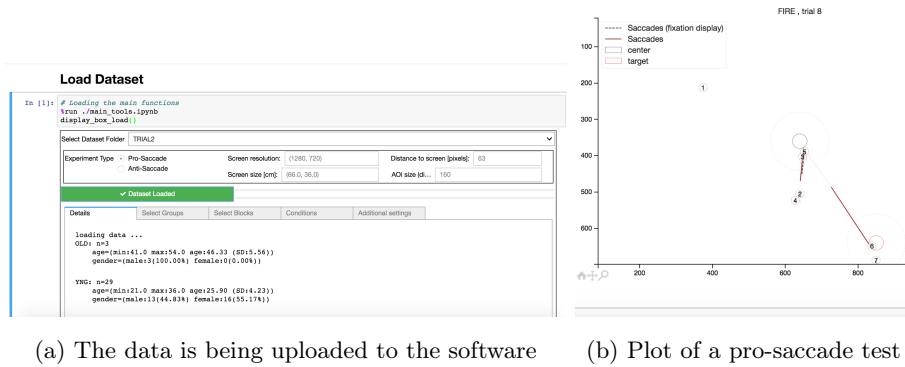 Load Dataset
In [1]: # Loading the main functions
%run ./main_tools.ipynb
display_box_load()
Select Dataset Folder TRIAL2
Experiment Type Pro-Saccade Screen resolution: (1280, 720) Distance to screen [pixels]: 63
Anti-Saccade Screen size [cm]: (66.0, 36.0) AOI size (di... 160
✓ Dataset Loaded
Details Select Groups Select Blocks Conditions Additional settings
loading data ...
OLD: n=3
age=(min:41.0 max:54.0 age:46.33 (SD:5.56))
gender=(male:3(100.00%) female:0(0.00%))
YNG: n=29
age=(min:21.0 max:36.0 age:25.90 (SD:4.23))
gender=(male:13(44.83%) female:16(55.17%))
(a) The data is being uploaded to the software
FIRE , trial 8
Saccades (fixation display)
Saccades
center
target
100
200
300
400
500
600
200 400 600 800
1
5
3
2
4
6
7
(b) Plot of a pro-saccade test